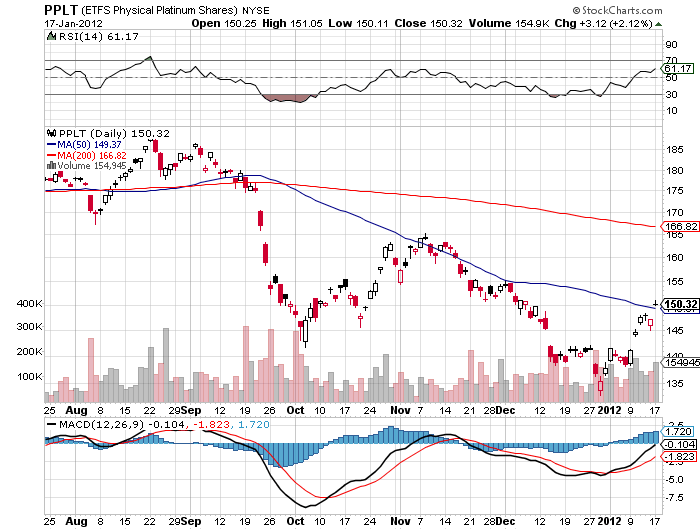 PPLT (ETFS Physical Platinum Shares) NYSE
© StockCharts.com
17-Jan-2012
Open 150.25 High 151.05 Low 150.11 Close 150.32 Volume 154.9K Chg +3.12 (+2.12%)
RSI(14) 61.17
90
70
61.17
50
30
10
PPLT (Daily) 150.32
MA(50) 149.37
MA(200) 166.82
Volume 154,945
185
180
175
170
166.82
165
160
155
150.32
145
140
154945
135
400K
300K
200K
100K
25 Aug 8 15 22 29 Sep 12 19 26 Oct 10 17 24 Nov 7 14 21 28 Dec 12 19 27 2012 9 17
MACD(12,26,9) -0.104, -1.823, 1.720
2.5
1.720
-0.104
-1.823
-5.0
-7.5
25 Aug 8 15 22 29 Sep 12 19 26 Oct 10 17 24 Nov 7 14 21 28 Dec 12 19 27 2012 9 17